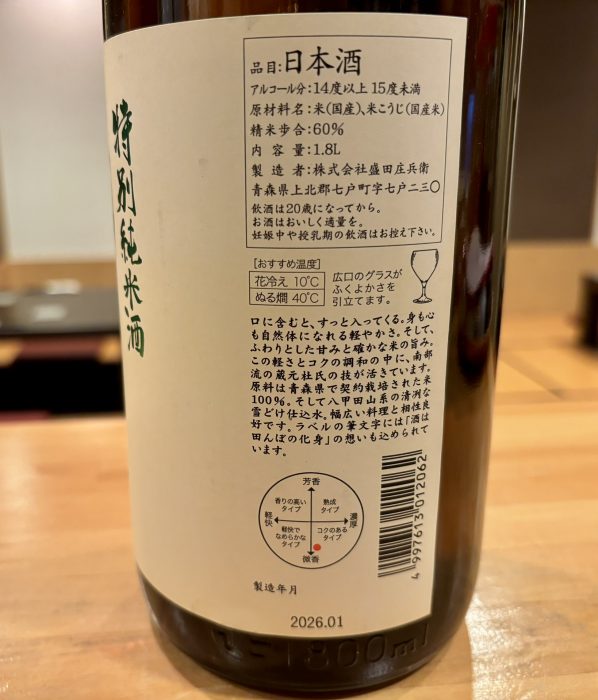 特別純米酒
品目:日本酒
アルコール分:14度以上 15度未満
原材料名:米(国産)、米こうじ(国産米)
精米歩合:60%
内容量:1.8L
製造者:株式会社盛田庄兵衛
青森県上北郡七戸町字七戸二三〇
飲酒は20歳になってから。
お酒はおいしく適量を。
妊娠中や授乳期の飲酒はお控え下さい。
[おすすめ温度]
花冷え 10℃
ぬる燗 40℃
広口のグラスが
ふくよかさを
引立てます。
口に含むと、すっと入ってくる。身も心
も自然体になれる軽やかさ。そして、
ふわりとした甘みと確かな米の旨み。
この軽さとコクの調和の中に、南部
流の蔵元杜氏の技が活きています。
原料は青森県で契約栽培された米
100%。そして八甲田山系の清冽な
雪どけ仕込水。幅広い料理と相性良
好です。ラベルの筆文字には「酒は
田んぼの化身」の想いも込められて
います。
芳香
香りの高い
タイプ
熟成
タイプ
軽快
濃厚
軽快で
なめらかな
タイプ
コクのある
タイプ
微香
4 997613 012062
製造年月
2026.01
1800ml